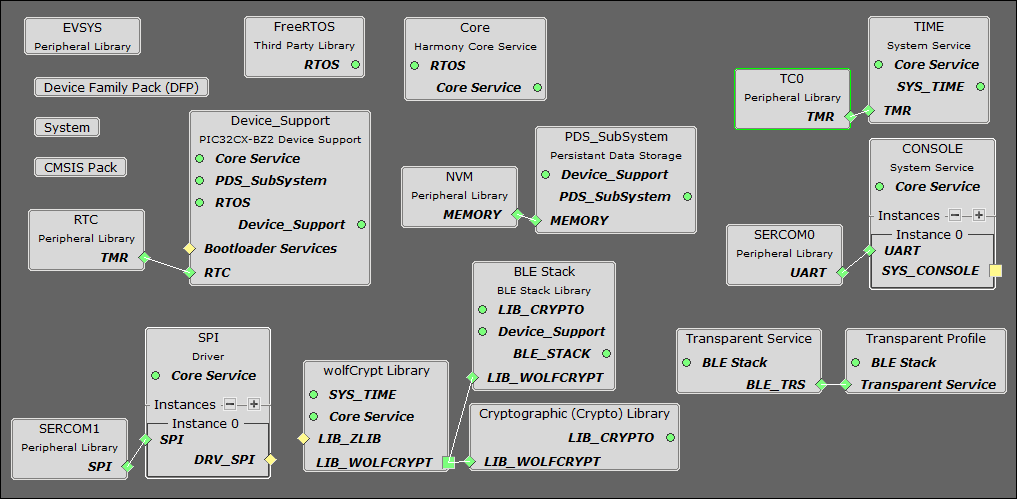 EVSYS
Peripheral Library
Device Family Pack (DFP)
System
CMSIS Pack
FreeRTOS
Third Party Library
RTOS
Core
Harmony Core Service
RTOS
Core Service
TC0
Peripheral Library
TMR
TIME
System Service
Core Service
SYS_TIME
TMR
Device_Support
PIC32CX-BZ2 Device Support
Core Service
PDS_SubSystem
RTOS
Device_Support
Bootloader Services
RTC
RTC
Peripheral Library
TMR
NVM
Peripheral Library
MEMORY
PDS_SubSystem
Persistant Data Storage
Device_Support
PDS_SubSystem
MEMORY
CONSOLE
System Service
Core Service
Instances
Instance 0
UART
SYS_CONSOLE
SERCOM0
Peripheral Library
UART
BLE Stack
BLE Stack Library
LIB_CRYPTO
Device_Support
BLE_STACK
LIB_WOLFCRYPT
SPI
Driver
Core Service
Instances
Instance 0
SPI
DRV_SPI
SERCOM1
Peripheral Library
SPI
wolfCrypt Library
SYS_TIME
Core Service
LIB_ZLIB
LIB_WOLFCRYPT
Cryptographic (Crypto) Library
LIB_CRYPTO
LIB_WOLFCRYPT
Transparent Service
BLE Stack
BLE_TRS
Transparent Profile
BLE Stack
Transparent Service